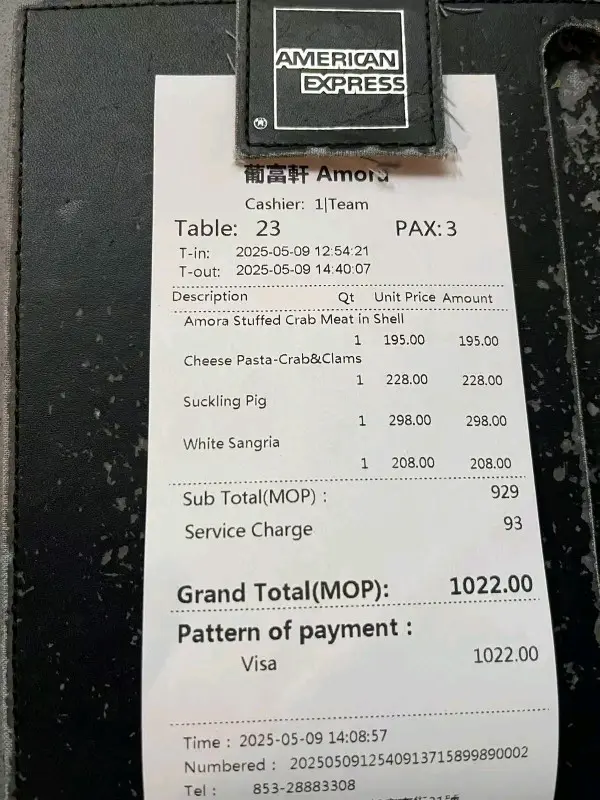 AMERICAN
EXPRESS
®
葡富軒 Amora
Cashier: 1|Team
Table: 23 PAX: 3
T-in: 2025-05-09 12:54:21
T-out: 2025-05-09 14:40:07
Description Qt Unit Price Amount
Amora Stuffed Crab Meat in Shell
1 195.00 195.00
Cheese Pasta-Crab&Clams
1 228.00 228.00
Suckling Pig
1 298.00 298.00
White Sangria
1 208.00 208.00
Sub Total(MOP) : 929
Service Charge 93
Grand Total(MOP): 1022.00
Pattern of payment :
Visa 1022.00
Time : 2025-05-09 14:08:57
Numbered : 2025050912540913715899890002
Tel : 853-28883308